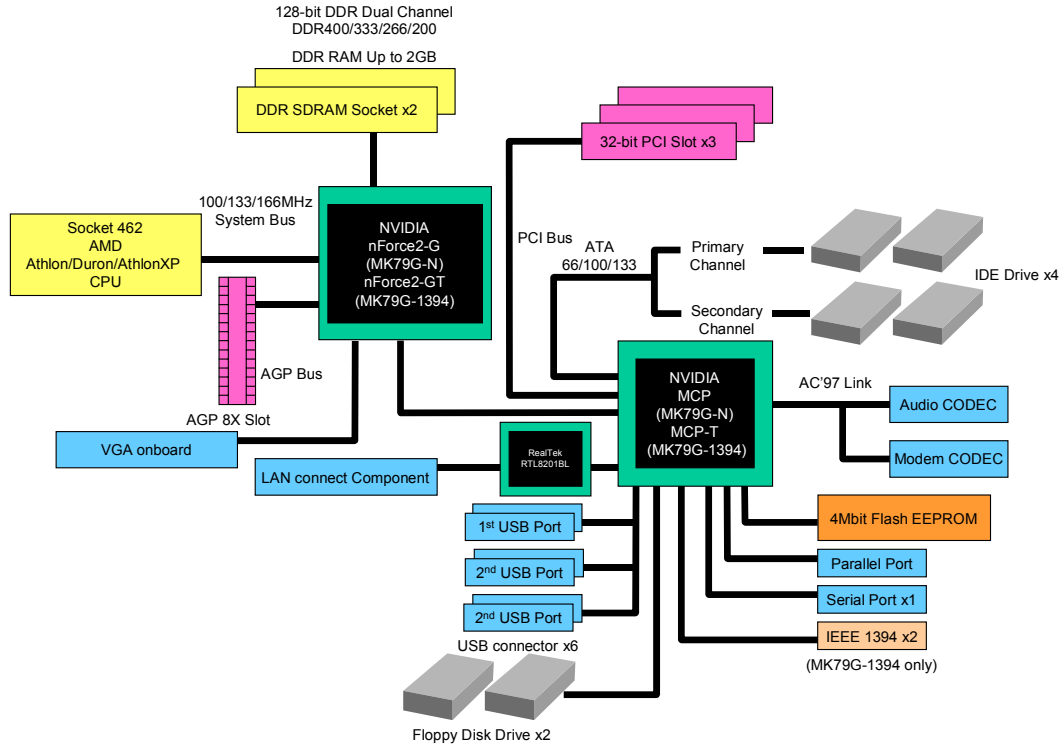 128-bit DDR Dual Channel
DDR400/333/266/200
DDR RAM Up to 2GB
DDR SDRAM Socket x2
32-bit PCI Slot x3
100/133/166MHz
System Bus
Socket 462
AMD
Athlon/Duron/AthlonXP
CPU
NVIDIA
nForce2-G
(MK79G-N)
nForce2-GT
(MK79G-1394)
PCI Bus
ATA
66/100/133
Primary
Channel
IDE Drive x4
Secondary
Channel
AGP Bus
AGP 8X Slot
VGA onboard
NVIDIA
MCP
(MK79G-N)
MCP-T
(MK79G-1394)
AC'97 Link
Audio CODEC
Modem CODEC
RealTek
RTL8201BL
LAN connect Component
1st USB Port
2nd USB Port
2nd USB Port
USB connector x6
4Mbit Flash EEPROM
Parallel Port
Serial Port x1
IEEE 1394 x2
(MK79G-1394 only)
Floppy Disk Drive x2